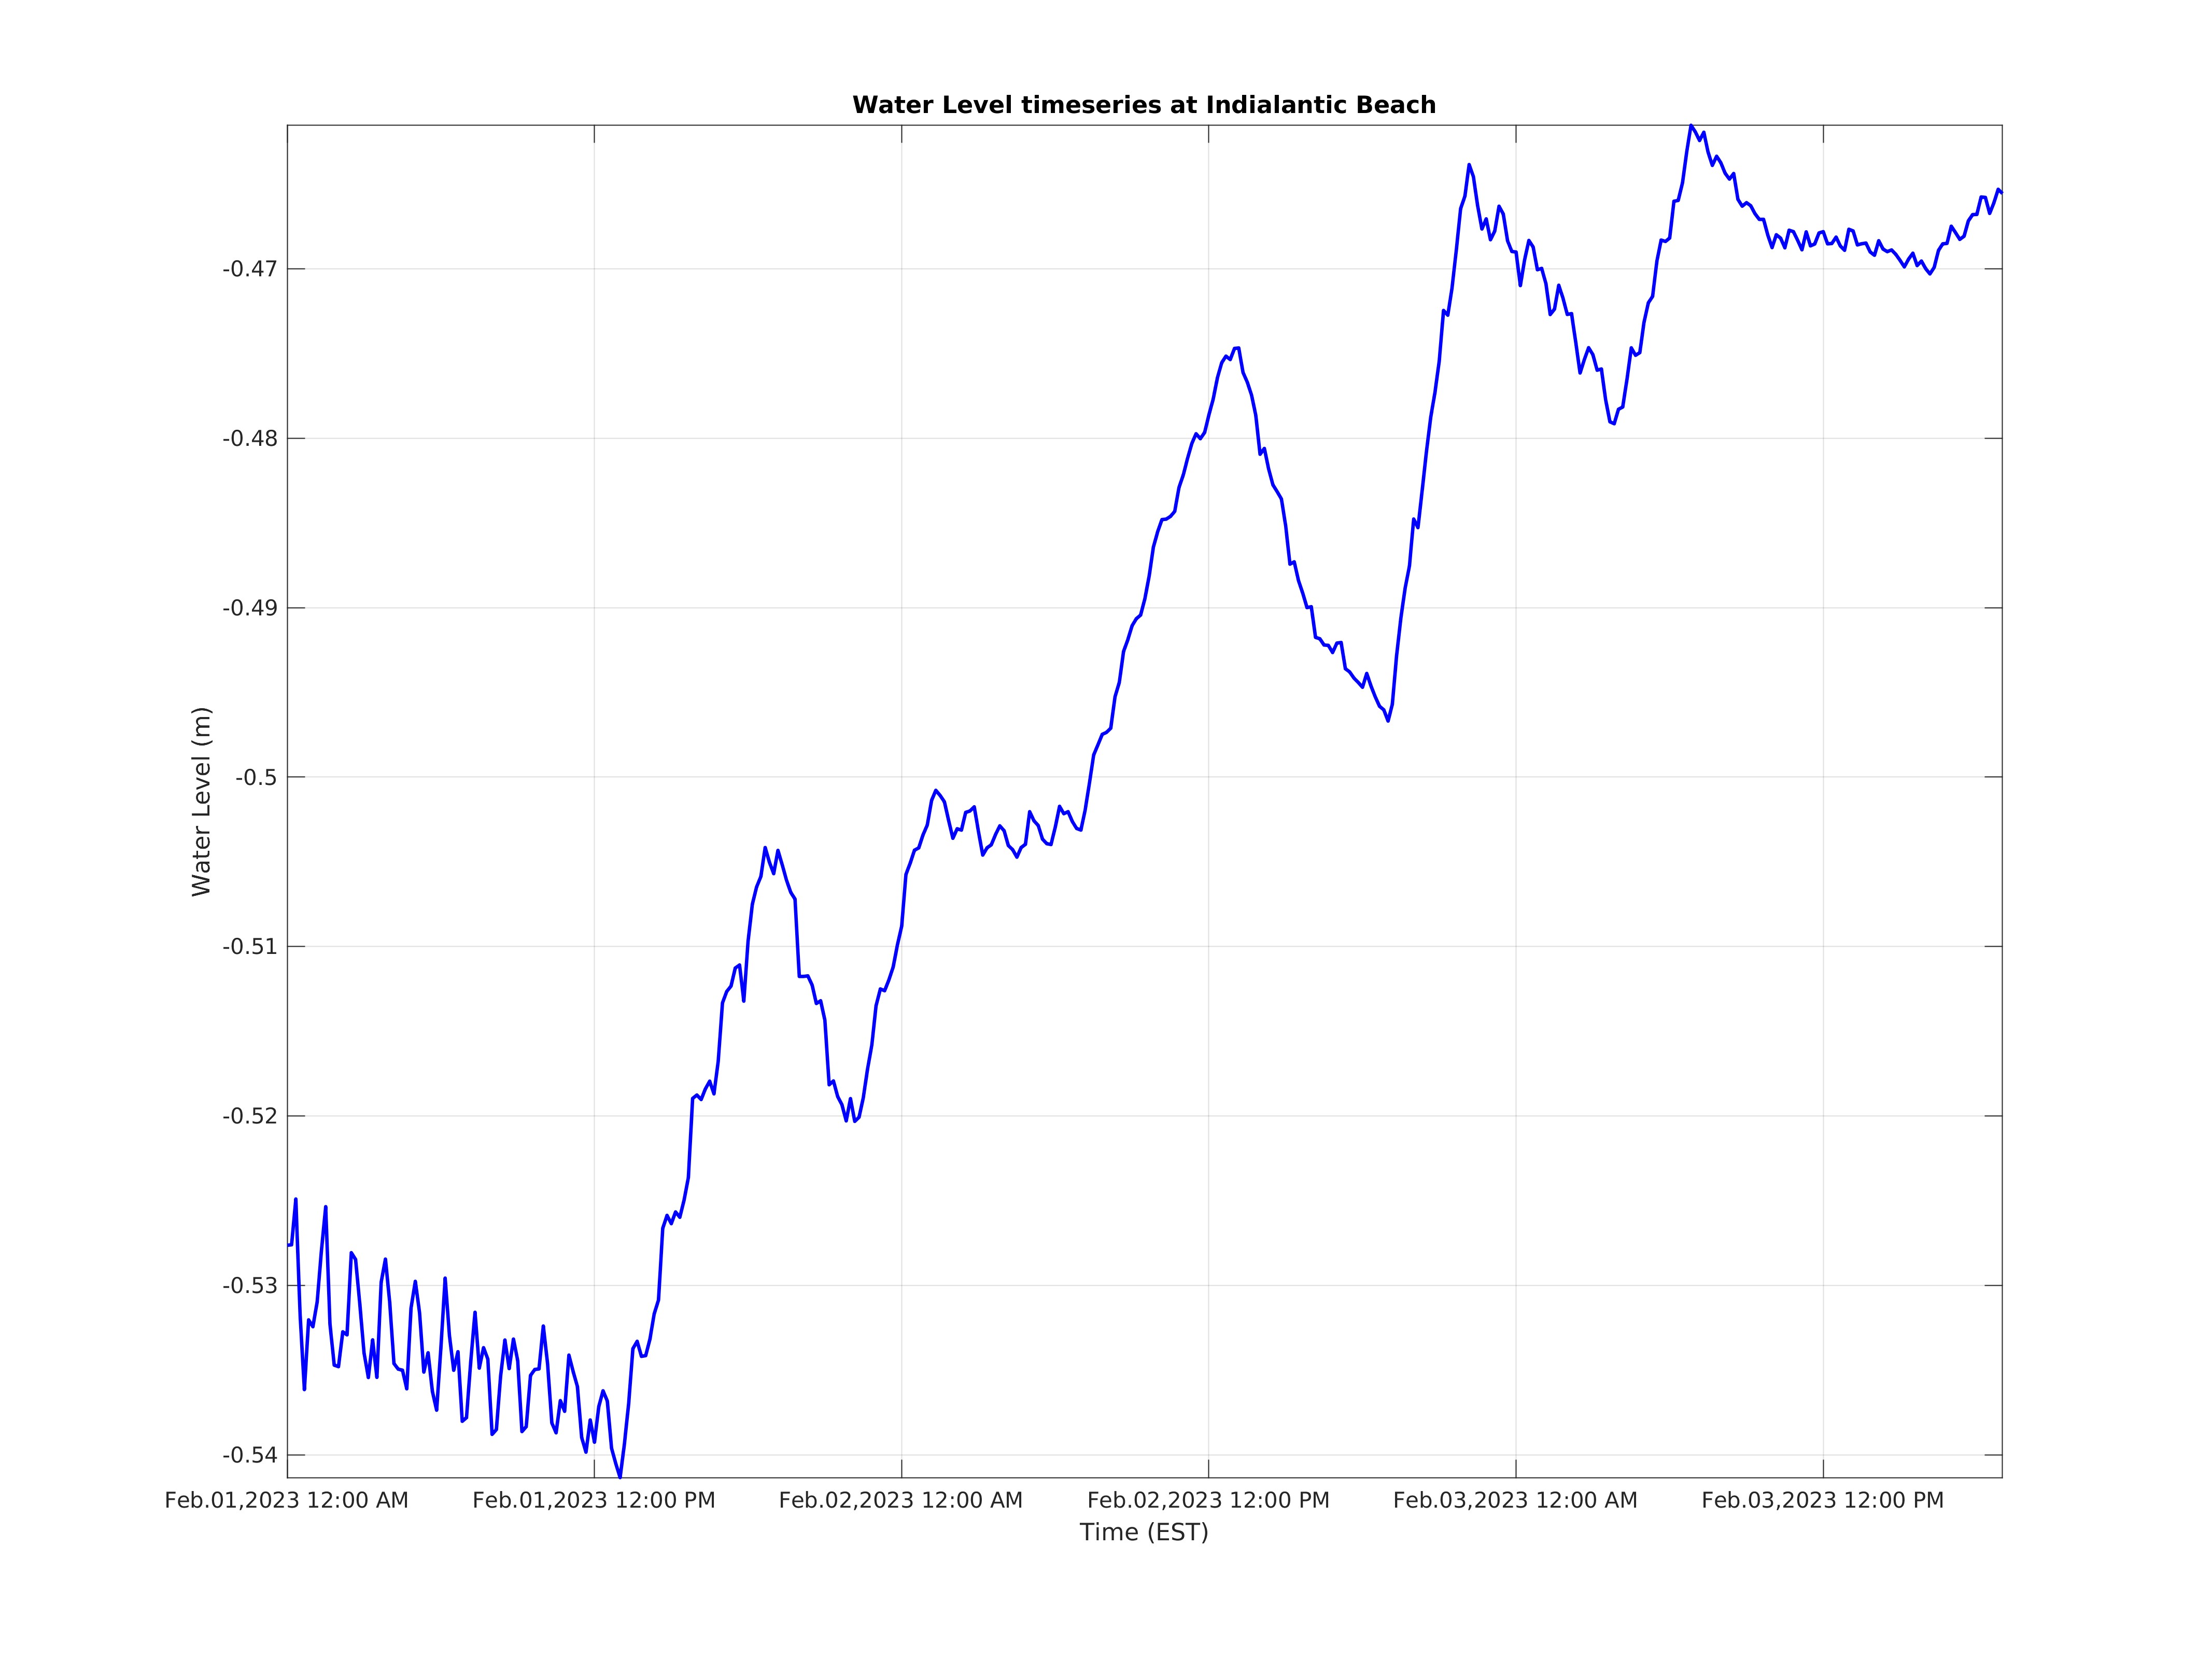 Water Level timeseries at Indialantic Beach
-0.47
-0.48
-0.49
-0.5
-0.51
-0.52
-0.53
-0.54
Water Level (m)
Feb.01,2023 12:00 AM
Feb.01,2023 12:00 PM
Feb.02,2023 12:00 AM
Feb.02,2023 12:00 PM
Feb.03,2023 12:00 AM
Feb.03,2023 12:00 PM
Time (EST)